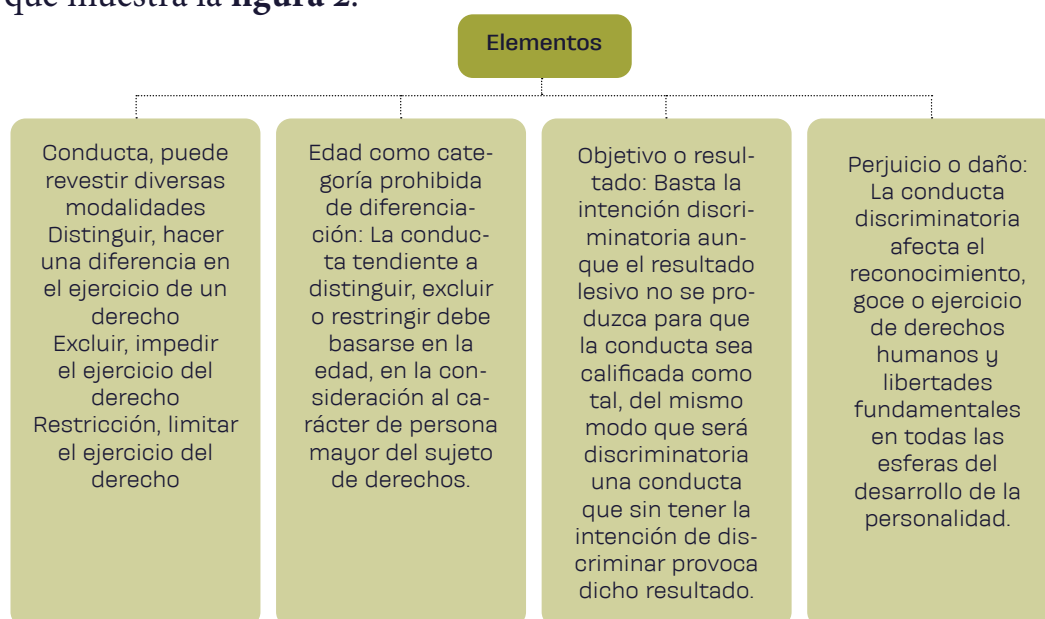 que muestra la figura 2.
Elementos
Conducta, puede
revestir diversas
modalidades
Distinguir, hacer
una diferencia en
el ejercicio de un
derecho
Excluir, impedir
el ejercicio del
derecho
Restricción, limitar
el ejercicio del
derecho
Edad como cate-
goría prohibida
de diferencia-
ción: La conduc-
ta tendiente a
distinguir, excluir
o restringir debe
basarse en la
edad, en la con-
sideración al ca-
rácter de persona
mayor del sujeto
de derechos.
Objetivo o resul-
tado: Basta la
intención discri-
minatoria aun-
que el resultado
lesivo no se pro-
duzca para que
la conducta sea
calificada como
tal, del mismo
modo que será
discriminatoria
una conducta
que sin tener la
intención de dis-
criminar provoca
dicho resultado.
Perjuicio o daño:
La conducta
discriminatoria
afecta el
reconocimiento,
goce o ejercicio
de derechos
humanos y
libertades
fundamentales
en todas las
esferas del
desarrollo de la
personalidad.